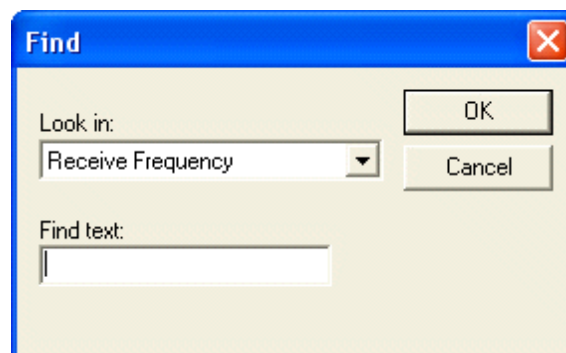 Find
Look in:
Receive Frequency
OK
Cancel
Find text: